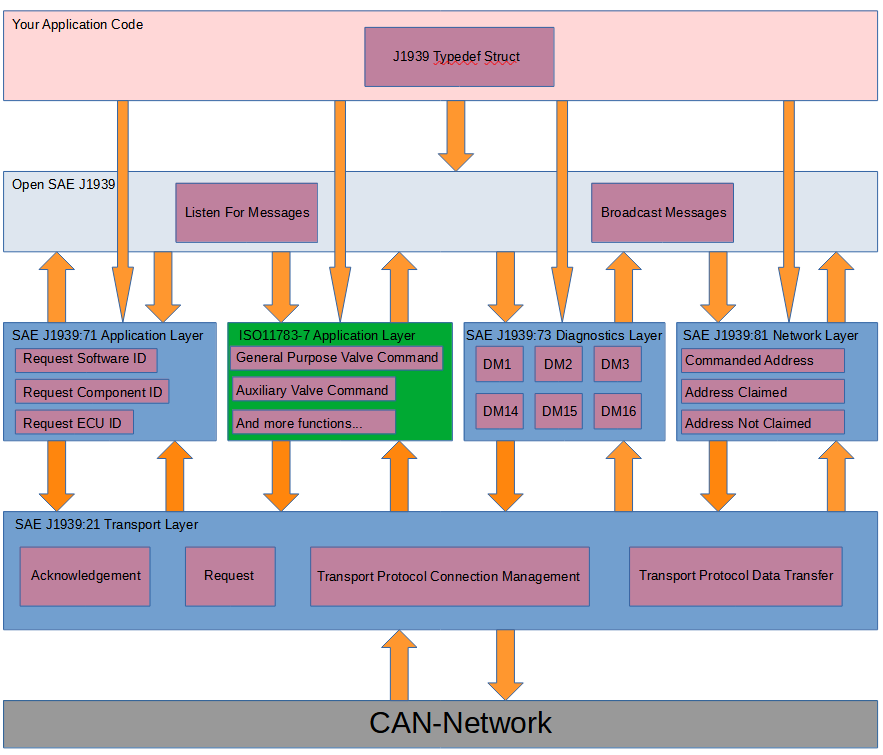 Your Application Code
J1939 Typedef Struct
Open SAE J1939
Listen For Messages
Broadcast Messages
SAE J1939:71 Application Layer
Request Software ID
Request Component ID
Request ECU ID
ISO11783-7 Application Layer
General Purpose Valve Command
Auxiliary Valve Command
And more functions...
SAE J1939:73 Diagnostics Layer
DM1
DM2
DM3
DM14
DM15
DM16
SAE J1939:81 Network Layer
Commanded Address
Address Claimed
Address Not Claimed
SAE J1939:21 Transport Layer
Acknowledgement
Request
Transport Protocol Connection Management
Transport Protocol Data Transfer
CAN-Network